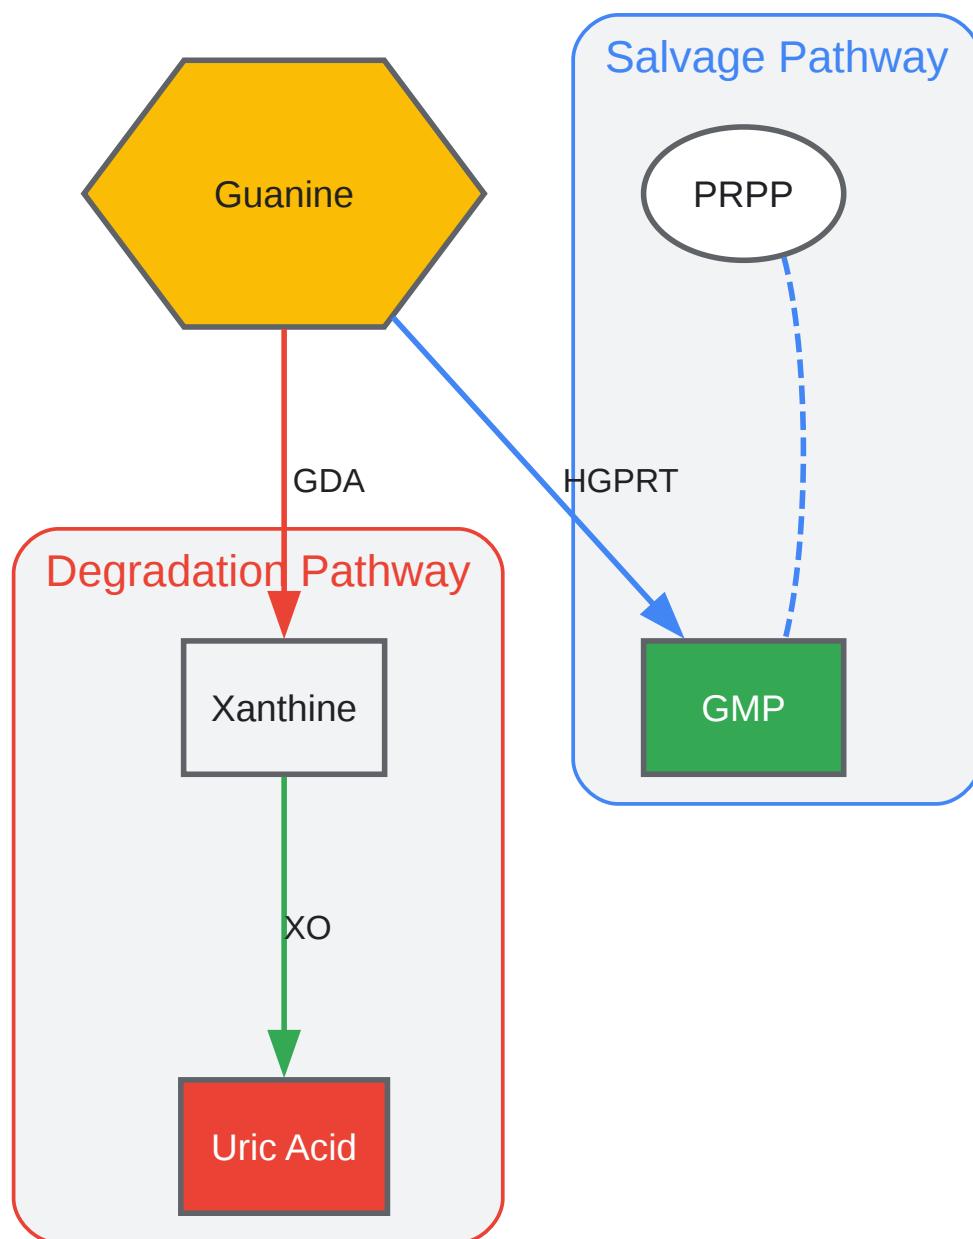 Salvage Pathway
Guanine
PRPP
GDA
HGPRT
Degradation Pathway
Xanthine
GMP
XO
Uric Acid